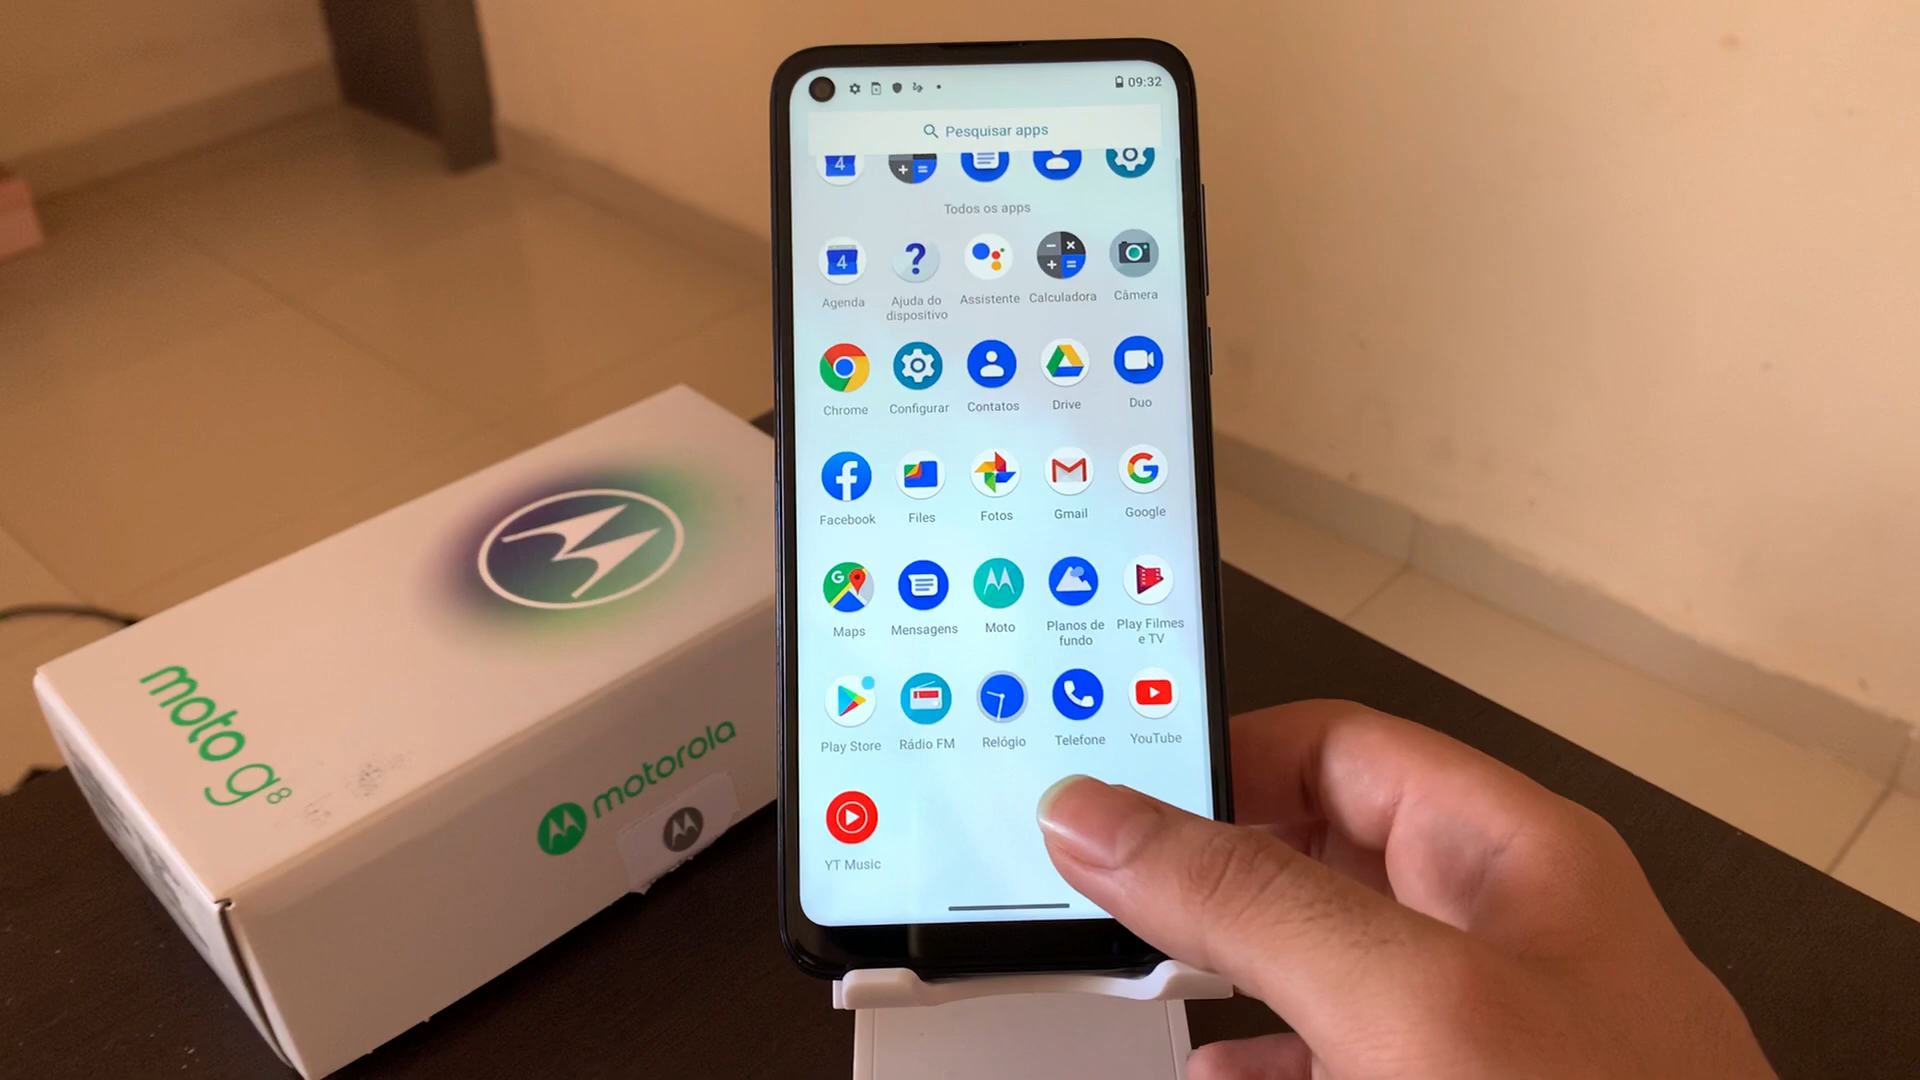 09:32
Pesquisar apps
4
Todos os apps
4
Agenda
Ajuda do
dispositivo
Assistente
Calculadora
Câmera
Chrome
Configurar
Contatos
Drive
Duo
Facebook
Files
Fotos
Gmail
Google
Maps
Mensagens
Moto
Planos de
fundo
Play Filmes
e TV
Play Store
Rádio FM
Relógio
Telefone
YouTube
YT Music
moto g8
motorola